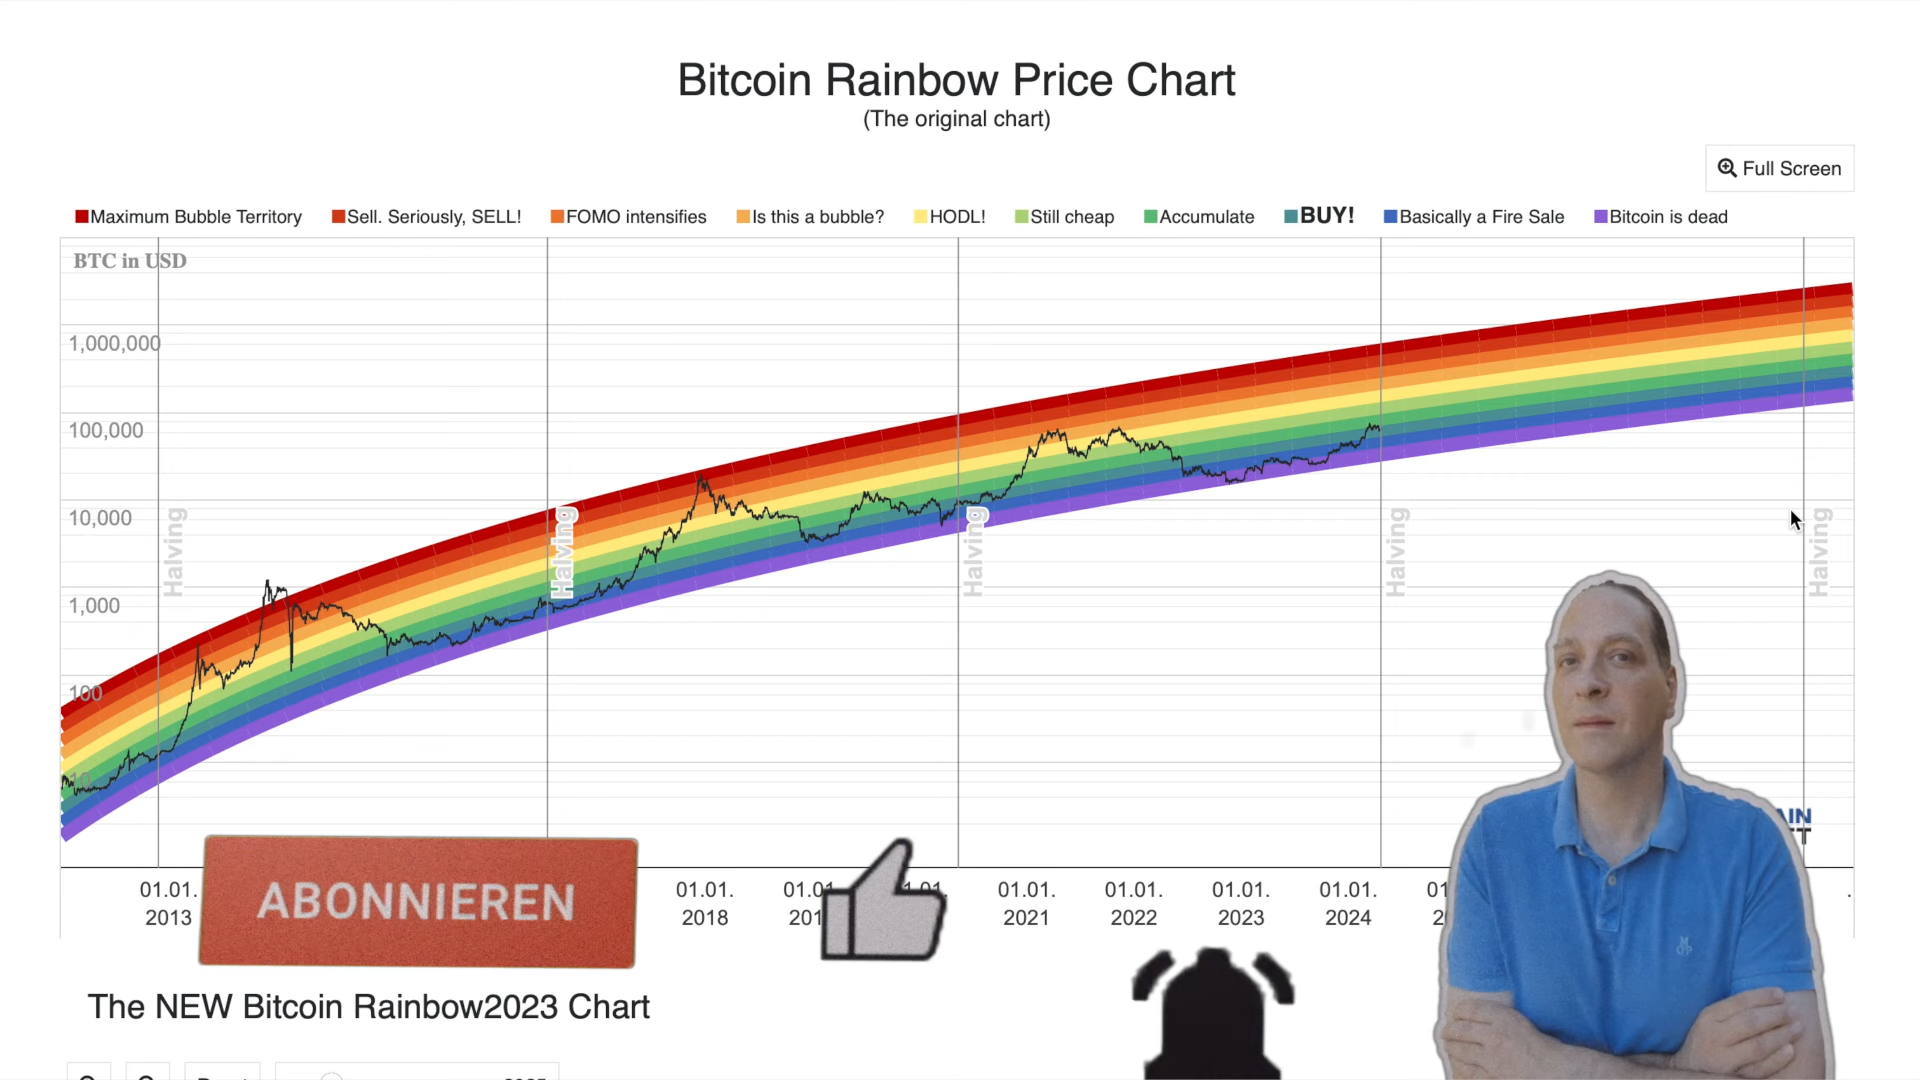 Bitcoin Rainbow Price Chart
(The original chart)
Full Screen
Maximum Bubble Territory Sell. Seriously, SELL! FOMO intensifies Is this a bubble? HODL! Still cheap Accumulate BUY! Basically a Fire Sale Bitcoin is dead
BTC in USD
1,000,000
100,000
10,000
1,000
100
10
Halving Halving Halving Halving Halving
01.01. 01.01. 01.01. 01.01. 01.01. 01.01.
2013 2018 2021 2022 2023 2024
ABONNIEREN
The NEW Bitcoin Rainbow2023 Chart